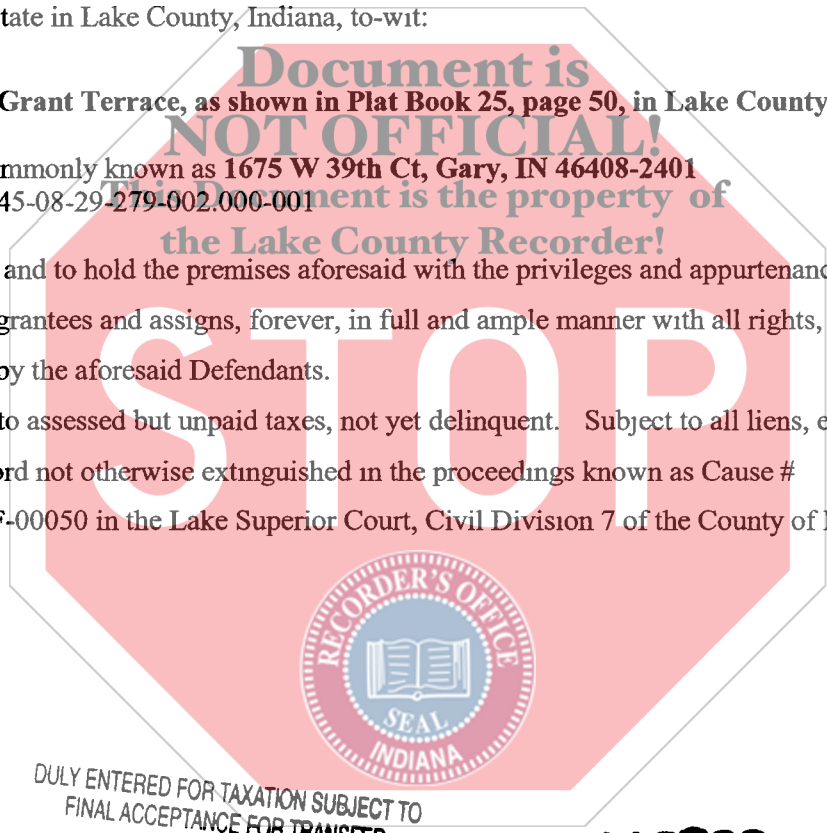 tate in Lake County, Indiana, to-wit:
Document is
Grant Terrace, as shown in Plat Book 25, page 50, in Lake County
NOT OFFICIAL!
mmonly known as 1675 W 39th Ct, Gary, IN 46408-2401
This Document is the property of
45-08-29-279-002.000-001
the Lake County Recorder!
and to hold the premises aforesaid with the privileges and appurtenanc
grantees and assigns, forever, in full and ample manner with all rights,
by the aforesaid Defendants.
to assessed but unpaid taxes, not yet delinquent. Subject to all liens, e
ord not otherwise extinguished in the proceedings known as Cause #
F-00050 in the Lake Superior Court, Civil Division 7 of the County of
STOP
RECORDER'S OFFICE
SEAL
INDIANA
DULY ENTERED FOR TAXATION SUBJECT TO
FINAL ACCEPTANCE FOR TRANSFER